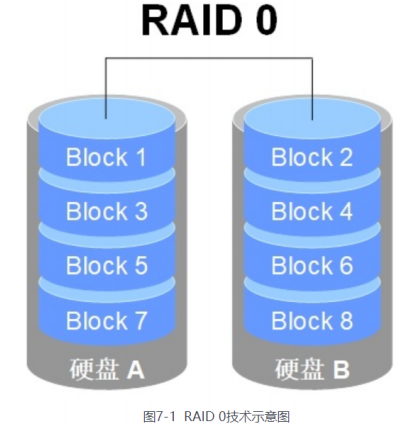 RAID 0
Block 1
Block 3
Block 5
Block 7
硬盘 A
Block 2
Block 4
Block 6
Block 8
硬盘 B
图7-1 RAID 0技术示意图